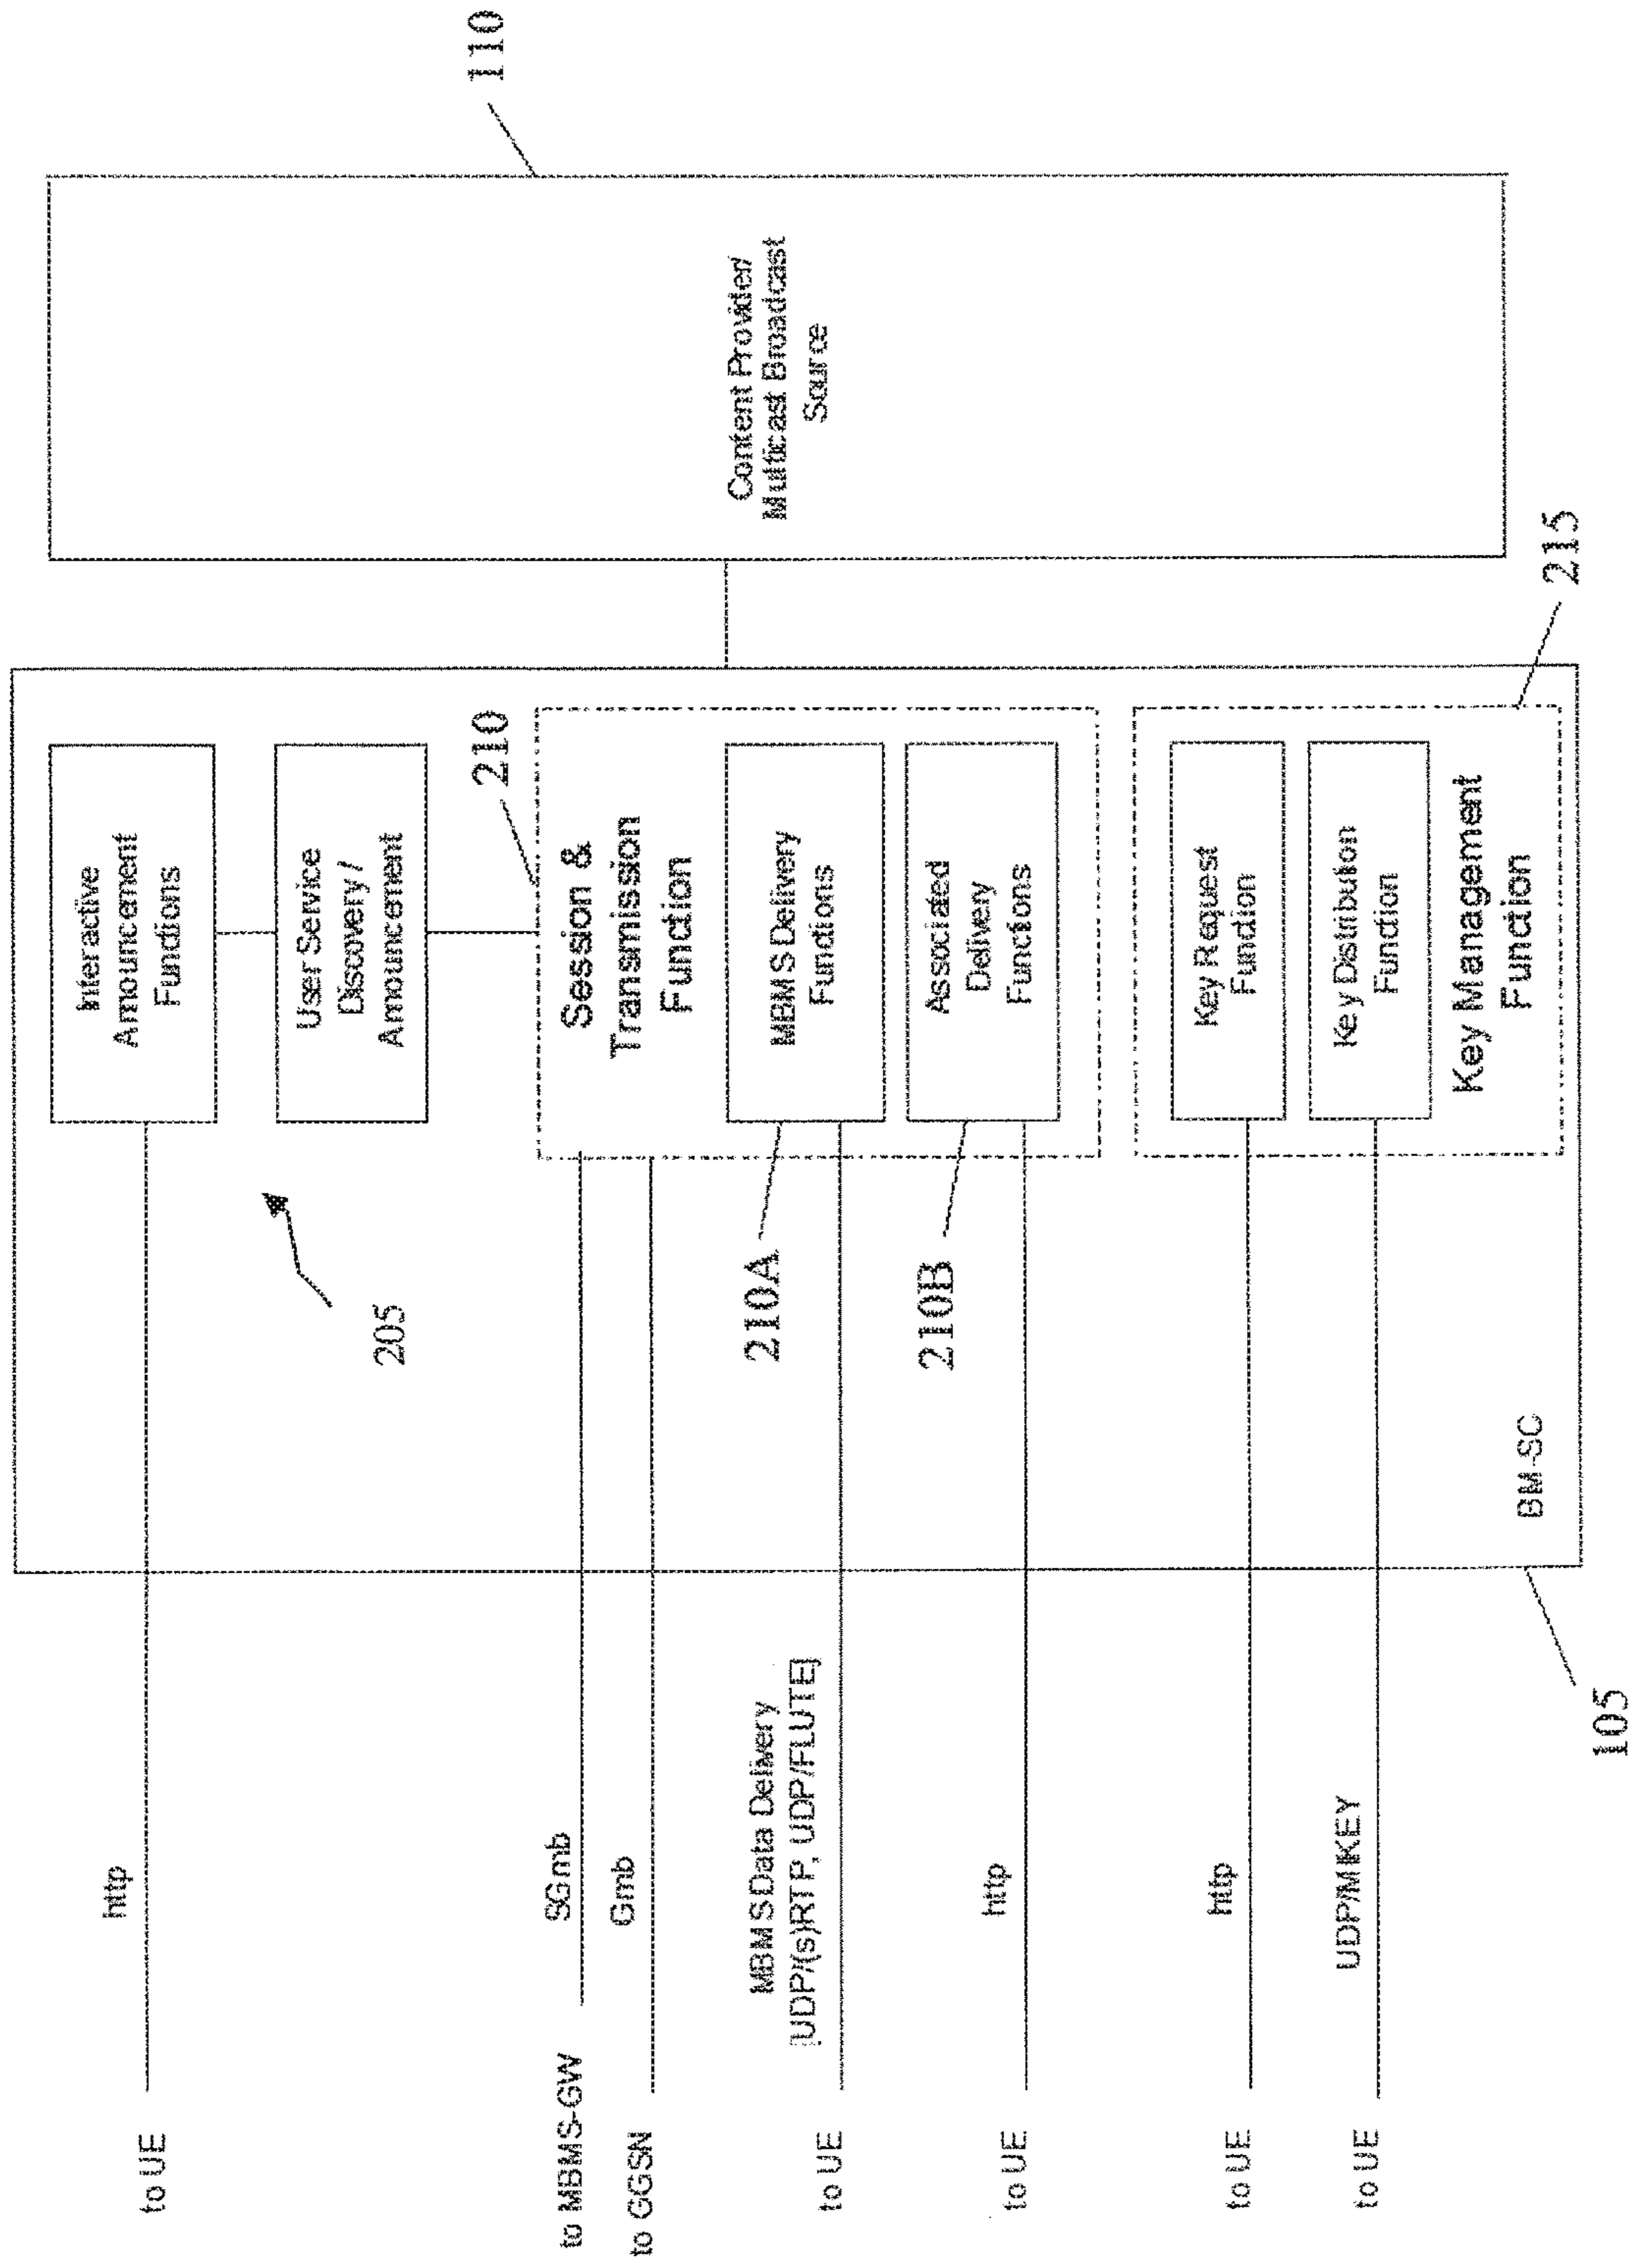 to UE
http
Interactive
Announcement
Functions
205
User Service
Discovery /
Announcement
to MBMS-GW
SGmb
to GGSN
Gmb
210
Session &
Transmission
Function
to UE
MBMS Data Delivery
[UDP/(s)RTP, UDP/FLUTE]
210A
MBMS Delivery
Functions
to UE
http
210B
Associated
Delivery
Functions
to UE
http
Key Request
Function
to UE
UDP/MIKEY
Key Distribution
Function
Key Management
Function
215
BM-SC
105
Content Provider/
Multicast Broadcast
Source
110